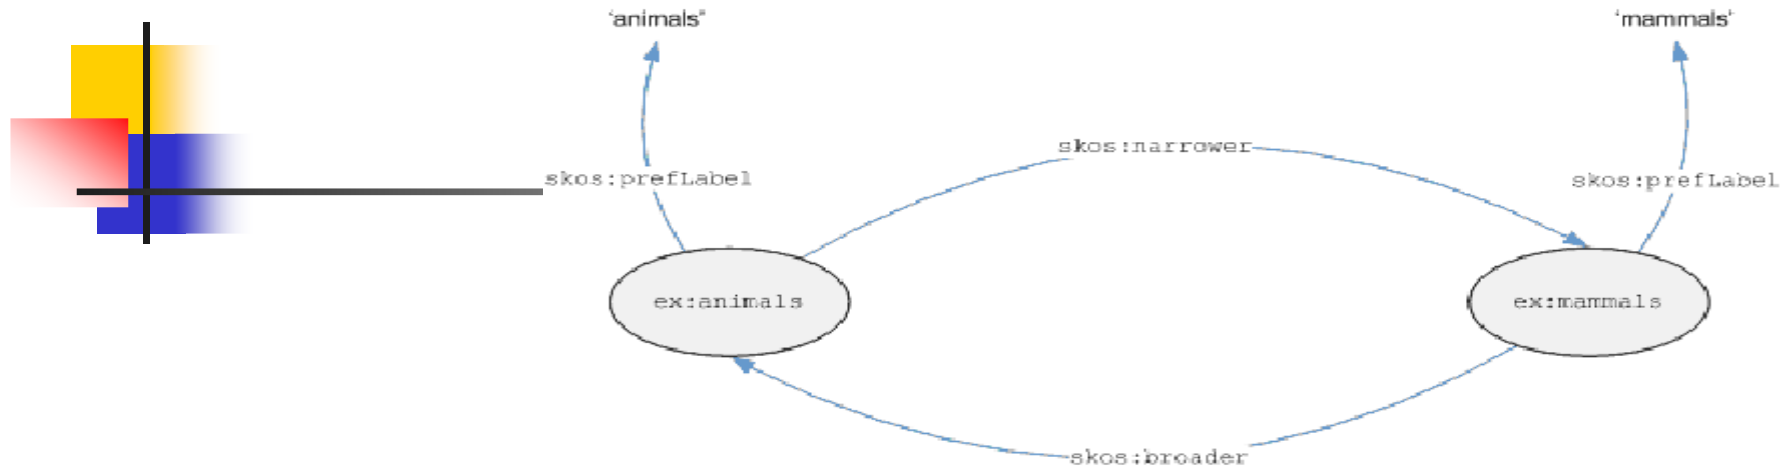 'animals'
'mammals'
skos:narrower
skos:prefLabel
skos:prefLabel
ex:animals
ex:mammals
skos:broader